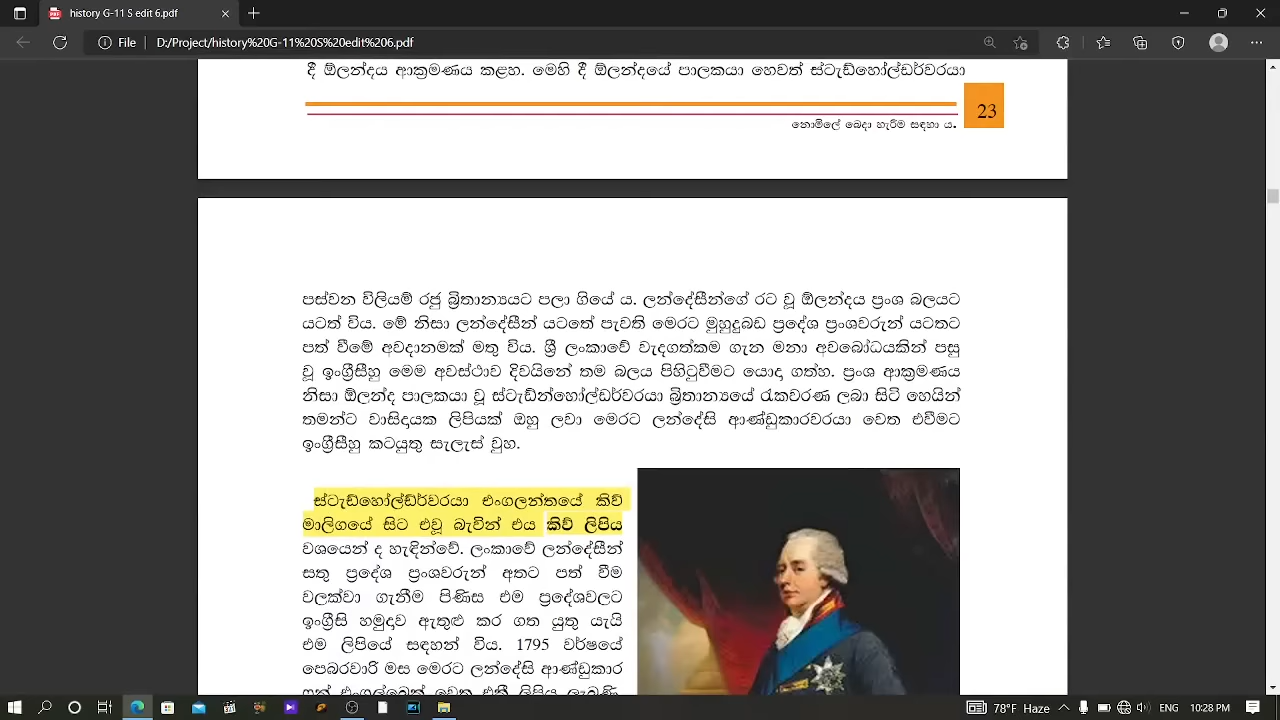 history G-11 S edit 6.pdf
File
D:/Project/history%20G-11%20S%20edit%206.pdf
දී ඕලන්දය ආක්‍රමණය කළහ. මෙහි දී ඕලන්දයේ පාලකයා හෙවත් ස්ටැඩ්හෝල්ඩර්වරයා
23
නොමිලේ බෙදා හැරීම සඳහා ය.
පස්වන විලියම් රජු බ්‍රිතාන්‍යයට පලා ගියේ ය. ලන්දේසීන්ගේ රට වූ ඕලන්දය ප්‍රංශ බලයට
යටත් විය. මේ නිසා ලන්දේසීන් යටතේ පැවති මෙරට මුහුදුබඩ ප්‍රදේශ ප්‍රංශවරුන් යටතට
පත් වීමේ අවදානමක් මතු විය. ශ්‍රී ලංකාවේ වැදගත්කම ගැන මනා අවබෝධයකින් පසු
වූ ඉංග්‍රීසීහු මෙම අවස්ථාව දිවයිනේ තම බලය පිහිටුවීමට යොදා ගත්හ. ප්‍රංශ ආක්‍රමණය
නිසා ඕලන්ද පාලකයා වූ ස්ටැඩ්න්හෝල්ඩර්වරයා බ්‍රිතාන්‍යයේ රැකවරණ ලබා සිටි හෙයින්
තමන්ට වාසිදායක ලිපියක් ඔහු ලවා මෙරට ලන්දේසි ආණ්ඩුකාරවරයා වෙත එවීමට
ඉංග්‍රීසීහු කටයුතු සැලැස් වූහ.
ස්ටැඩ්හෝල්ඩර්වරයා එංගලන්තයේ කිව්
මාලිගයේ සිට එවූ බැවින් එය කිව් ලිපිය
වශයෙන් ද හැඳින්වේ. ලංකාවේ ලන්දේසීන්
සතු ප්‍රදේශ ප්‍රංශවරුන් අතට පත් වීම
වලක්වා ගැනීම පිණිස එම ප්‍රදේශවලට
ඉංග්‍රීසි හමුදාව ඇතුළු කර ගත යුතු යැයි
එම ලිපියේ සඳහන් විය. 1795 වර්ෂයේ
පෙබරවාරි මස මෙරට ලන්දේසි ආණ්ඩුකාර
78°F Haze
ENG
10:28 PM